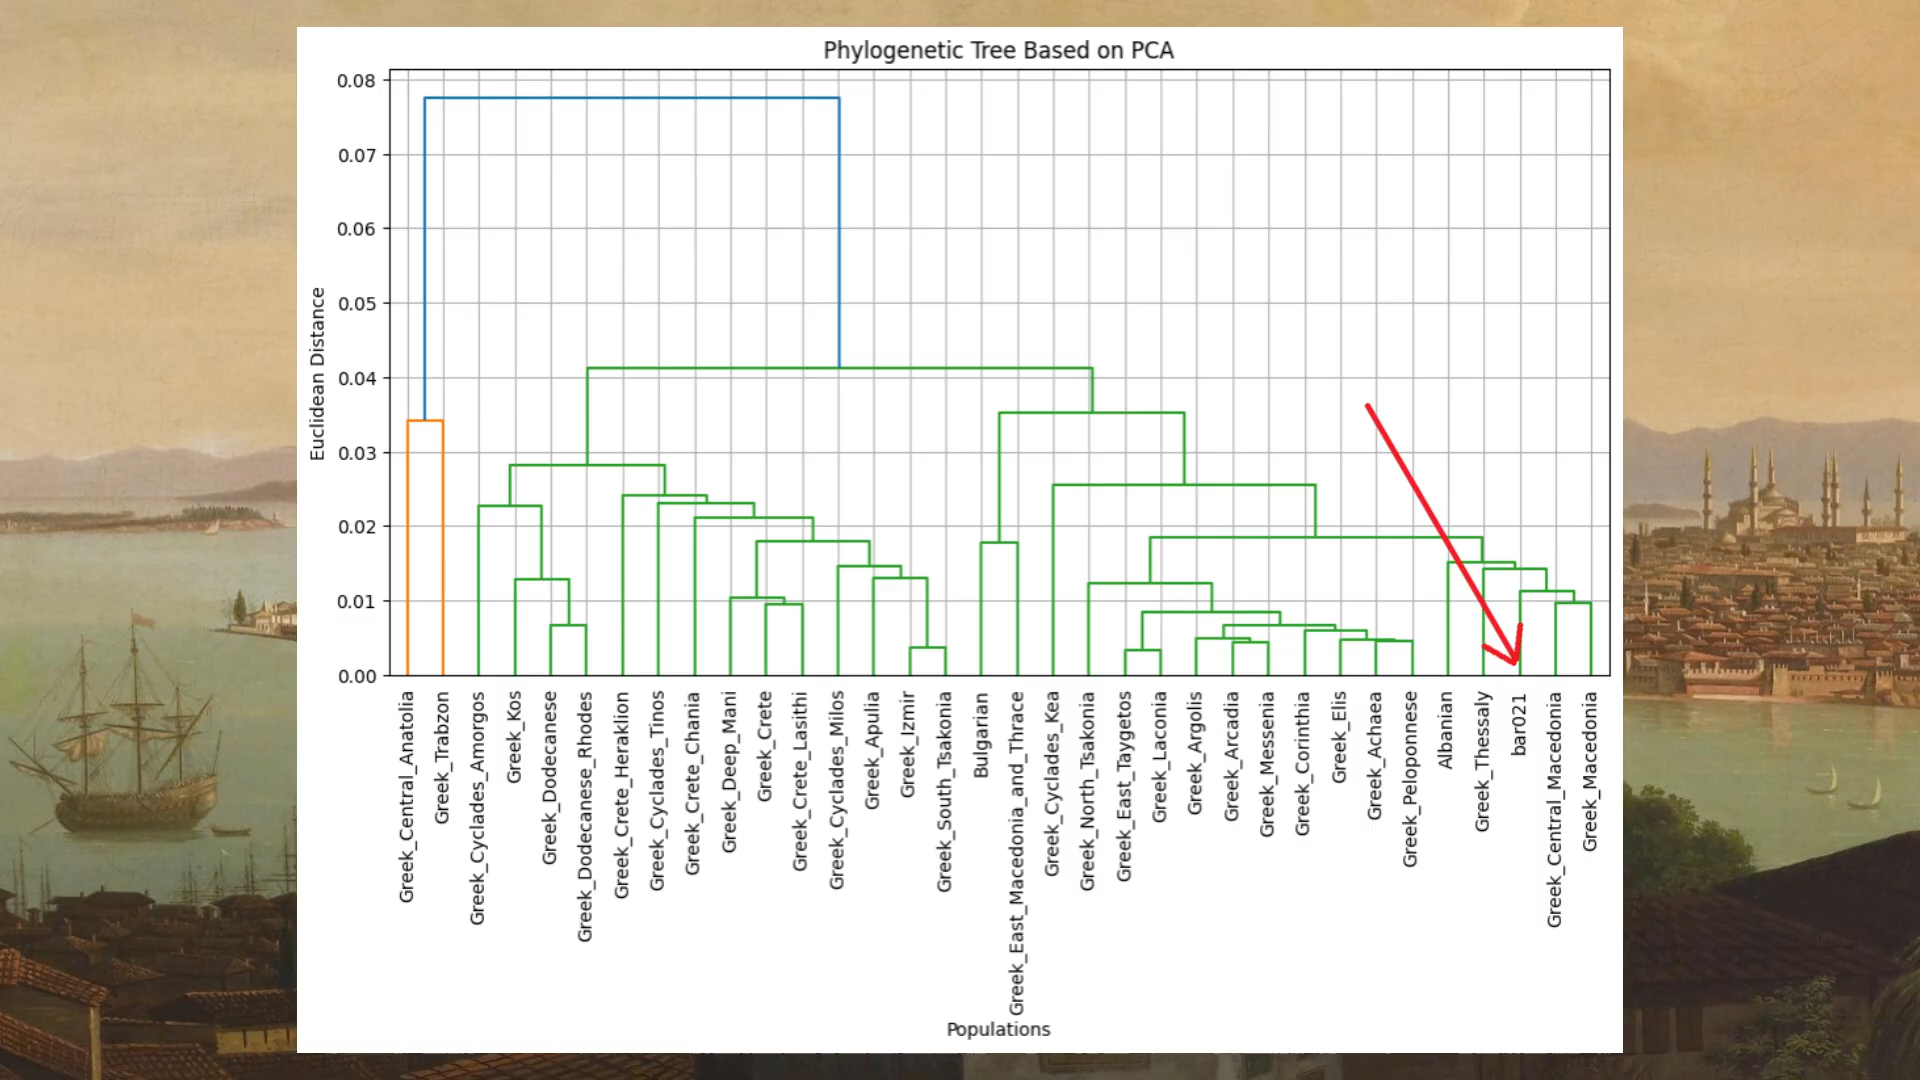 Phylogenetic Tree Based on PCA
0.08
0.07
0.06
0.05
0.04
0.03
0.02
0.01
0.00
Euclidean Distance
Greek_Central_Anatolia
Greek_Trabzon
Greek_Cyclades_Amorgos
Greek_Kos
Greek_Dodecanese
Greek_Dodecanese_Rhodes
Greek_Crete_Heraklion
Greek_Cyclades_Tinos
Greek_Crete_Chania
Greek_Deep_Mani
Greek_Crete
Greek_Crete_Lasithi
Greek_Cyclades_Milos
Greek_Apulia
Greek_Izmir
Greek_South_Tsakonia
Bulgarian
Greek_East_Macedonia_and_Thrace
Greek_Cyclades_Kea
Greek_North_Tsakonia
Greek_East_Taygetos
Greek_Laconia
Greek_Argolis
Greek_Arcadia
Greek_Messenia
Greek_Corinthia
Greek_Elis
Greek_Achaea
Greek_Peloponnese
Albanian
Greek_Thessaly
bar021
Greek_Central_Macedonia
Greek_Macedonia
Populations